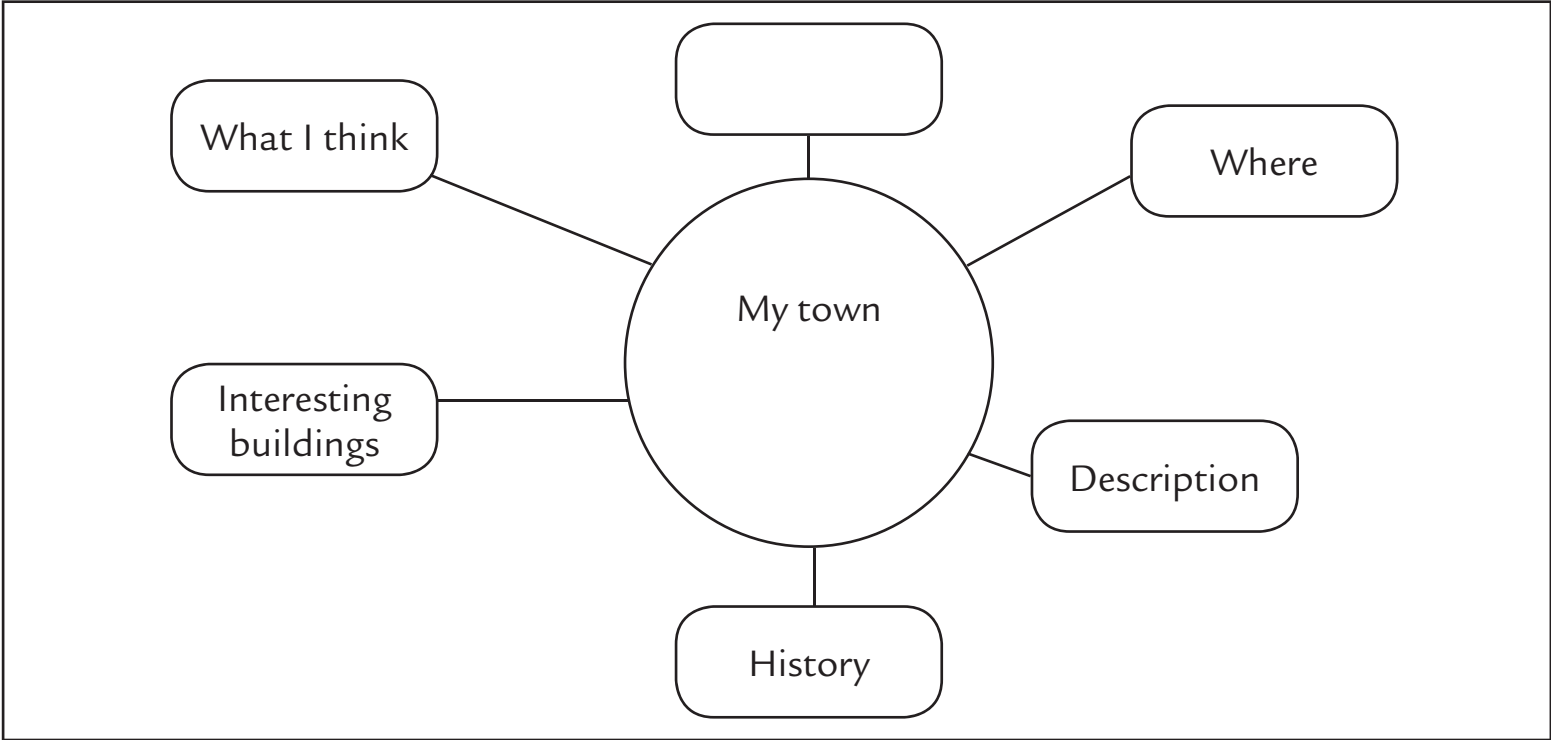 What I think
Where
My town
Interesting
buildings
Description
History